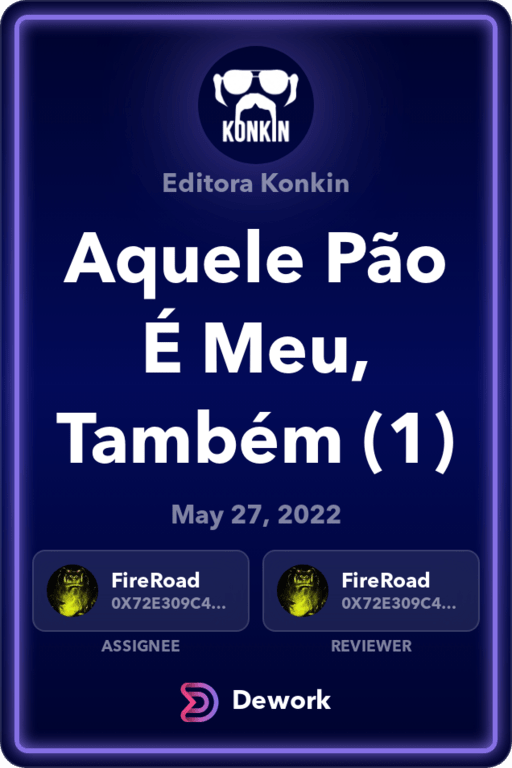 KONKIN
Editora Konkin
Aquele Pão
É Meu,
Também (1)
May 27, 2022
FireRoad
0X72E309C4...
ASSIGNEE
FireRoad
0X72E309C4...
REVIEWER
Dework